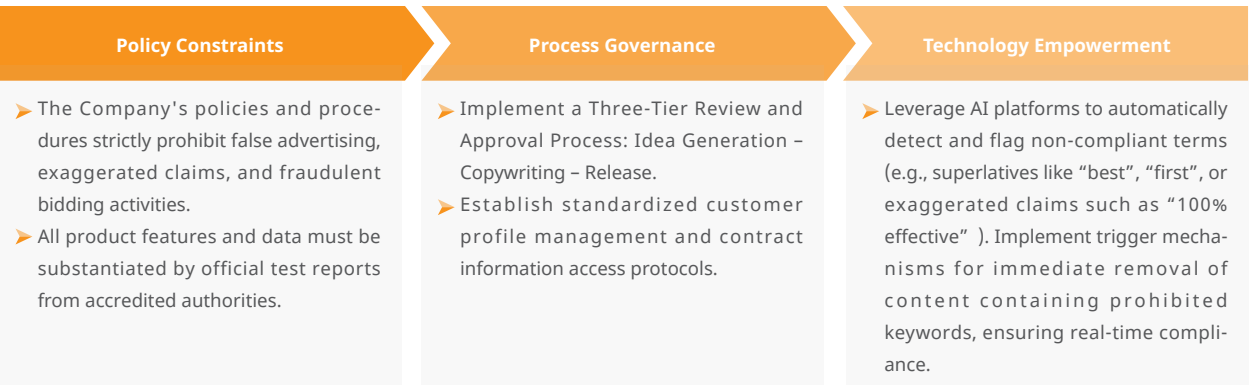 Policy Constraints
The Company's policies and proce-
dures strictly prohibit false advertising,
exaggerated claims, and fraudulent
bidding activities.
All product features and data must be
substantiated by official test reports
from accredited authorities.
Process Governance
Implement a Three-Tier Review and
Approval Process: Idea Generation –
Copywriting – Release.
Establish standardized customer
profile management and contract
information access protocols.
Technology Empowerment
Leverage AI platforms to automatically
detect and flag non-compliant terms
(e.g., superlatives like “best”, “first”, or
exaggerated claims such as “100%
effective” ). Implement trigger mecha-
nisms for immediate removal of
content containing prohibited
keywords, ensuring real-time compli-
ance.